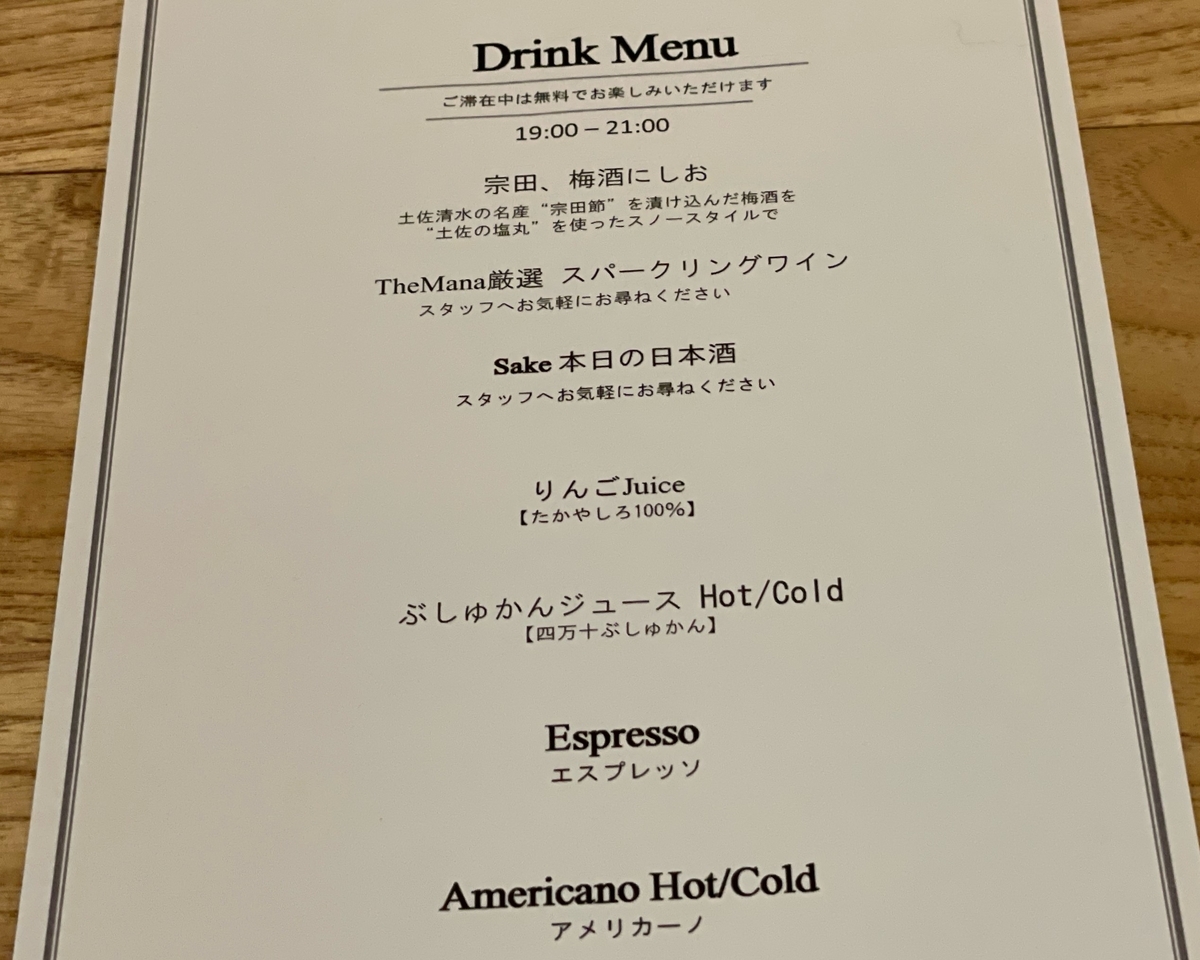 Drink Menu
ご滞在中は無料でお楽しみいただけます
19:00 – 21:00
宗田、梅酒にしお
土佐清水の名産 “宗田節” を漬け込んだ梅酒を
“土佐の塩丸” を使ったスノースタイルで
TheMana厳選 スパークリングワイン
スタッフへお気軽にお尋ねください
Sake 本日の日本酒
スタッフへお気軽にお尋ねください
りんごJuice
【たかやしろ100%】
ぶしゅかんジュース Hot/Cold
【四万十ぶしゅかん】
Espresso
エスプレッソ
Americano Hot/Cold
アメリカーノ